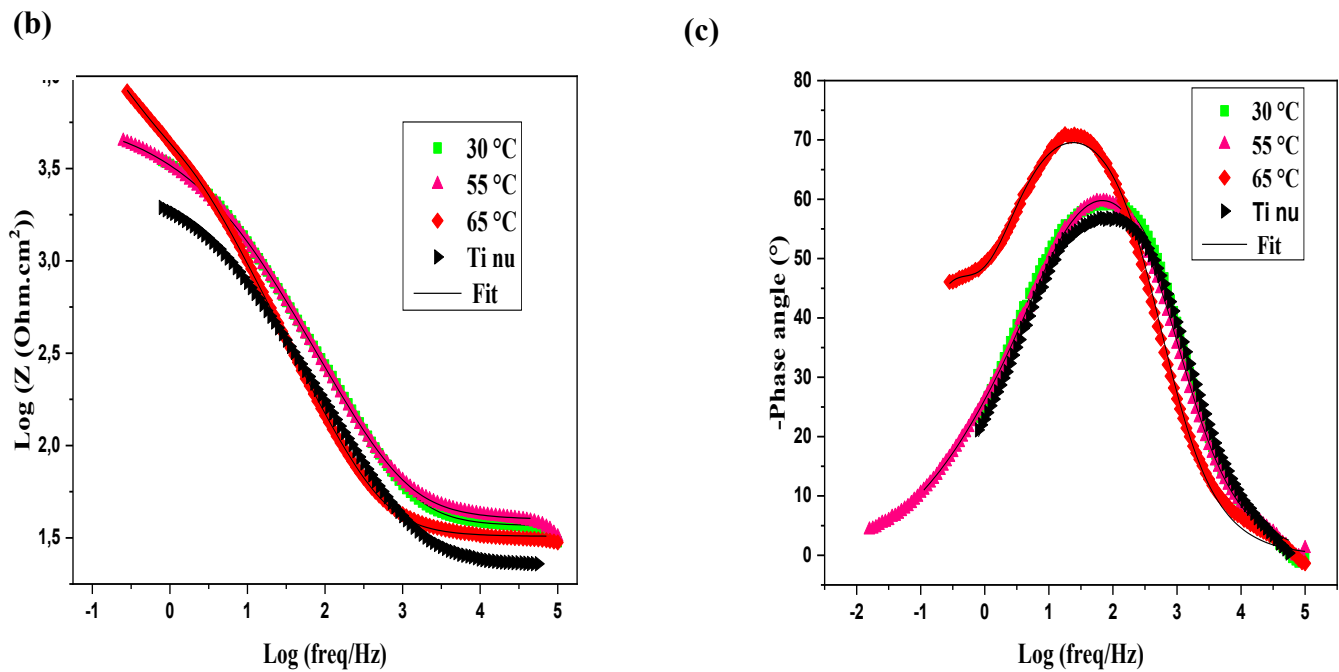 (b)
(c)
3,5
3,0
2,5
2,0
1,5
-1 0 1 2 3 4 5
Log (Z (Ohm.cm²))
Log (freq/Hz)
30 °C
55 °C
65 °C
Ti nu
Fit
80
70
60
50
40
30
20
10
0
-2 -1 0 1 2 3 4 5
-Phase angle (°)
Log (freq/Hz)
30 °C
55 °C
65 °C
Ti nu
Fit